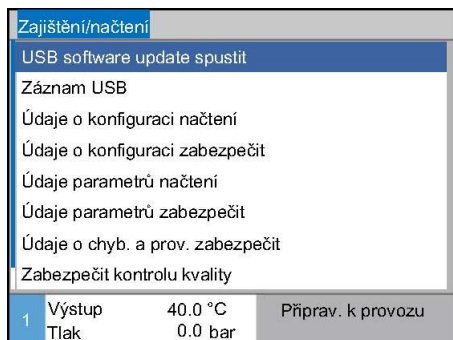 Zajištění/načtení
USB software update spustit
Záznam USB
Údaje o konfiguraci načtení
Údaje o konfiguraci zabezpečit
Údaje parametrů načtení
Údaje parametrů zabezpečit
Údaje o chyb. a prov. zabezpečit
Zabezpečit kontrolu kvality
1 Výstup 40.0 °C Připrav. k provozu
Tlak 0.0 bar